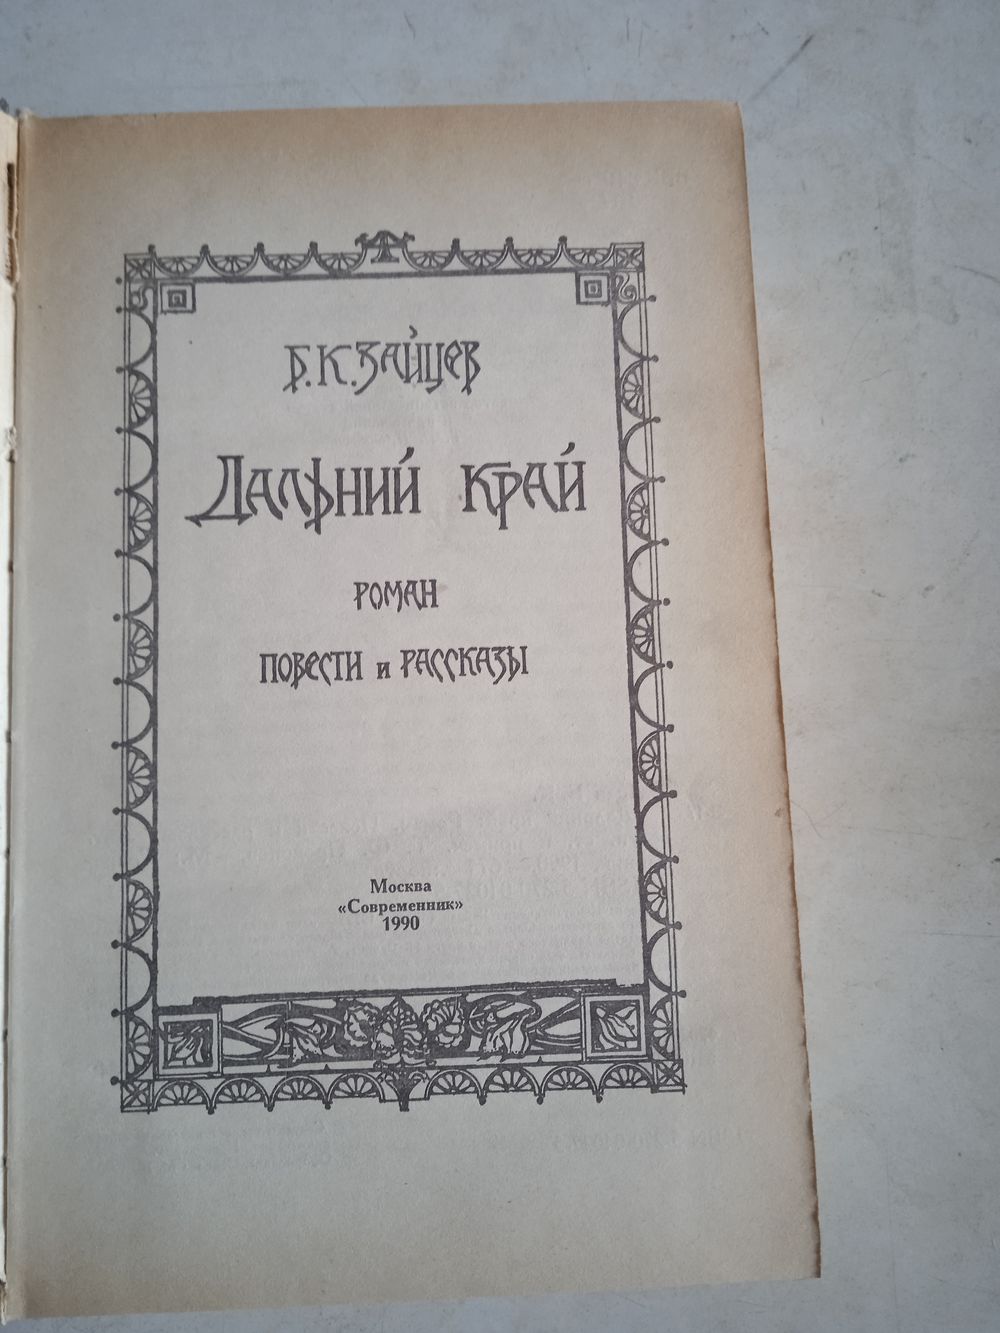 Б. К. Зайцев
Дальний край
роман
повести и рассказы
Москва
«Современник»
1990